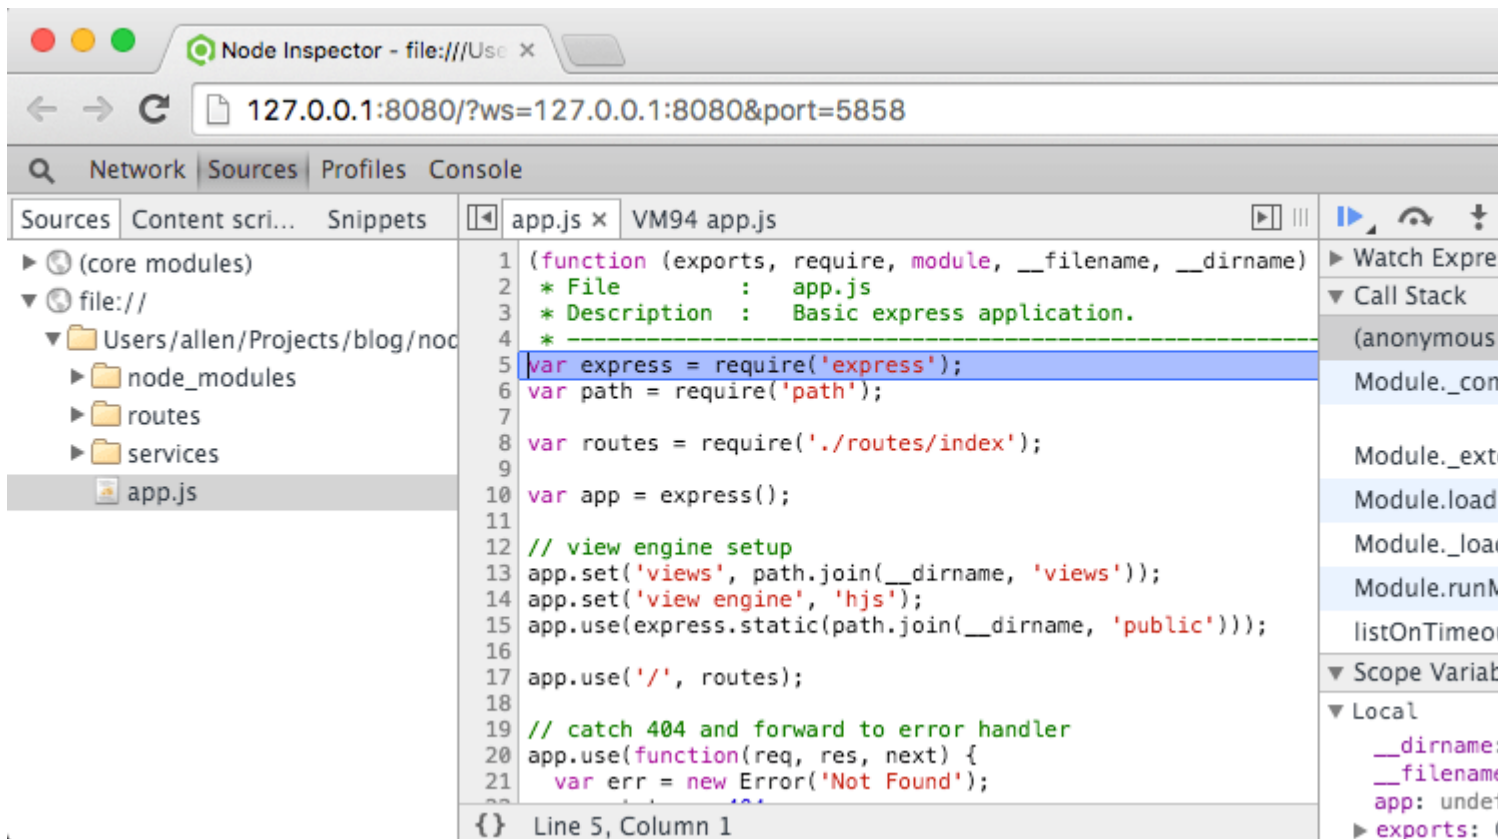 Node Inspector - file:///Use
127.0.0.1:8080/?ws=127.0.0.1:8080&port=5858
Network Sources Profiles Console
Sources Content scri... Snippets
(core modules)
file://
Users/allen/Projects/blog/nod
node_modules
routes
services
app.js
app.js × VM94 app.js
1 (function (exports, require, module, __filename, __dirname)
2 * File : app.js
3 * Description : Basic express application.
4 * ------------------------------------------------------------
5 var express = require('express');
6 var path = require('path');
7
8 var routes = require('./routes/index');
9
10 var app = express();
11
12 // view engine setup
13 app.set('views', path.join(__dirname, 'views'));
14 app.set('view engine', 'hjs');
15 app.use(express.static(path.join(__dirname, 'public')));
16
17 app.use('/', routes);
18
19 // catch 404 and forward to error handler
20 app.use(function(req, res, next) {
21 var err = new Error('Not Found');
{} Line 5, Column 1
Watch Expre
Call Stack
(anonymous
Module._con
Module._ext
Module.load
Module._loa
Module.runM
listOnTimeo
Scope Variab
Local
__dirname:
__filename
app: undef
exports: